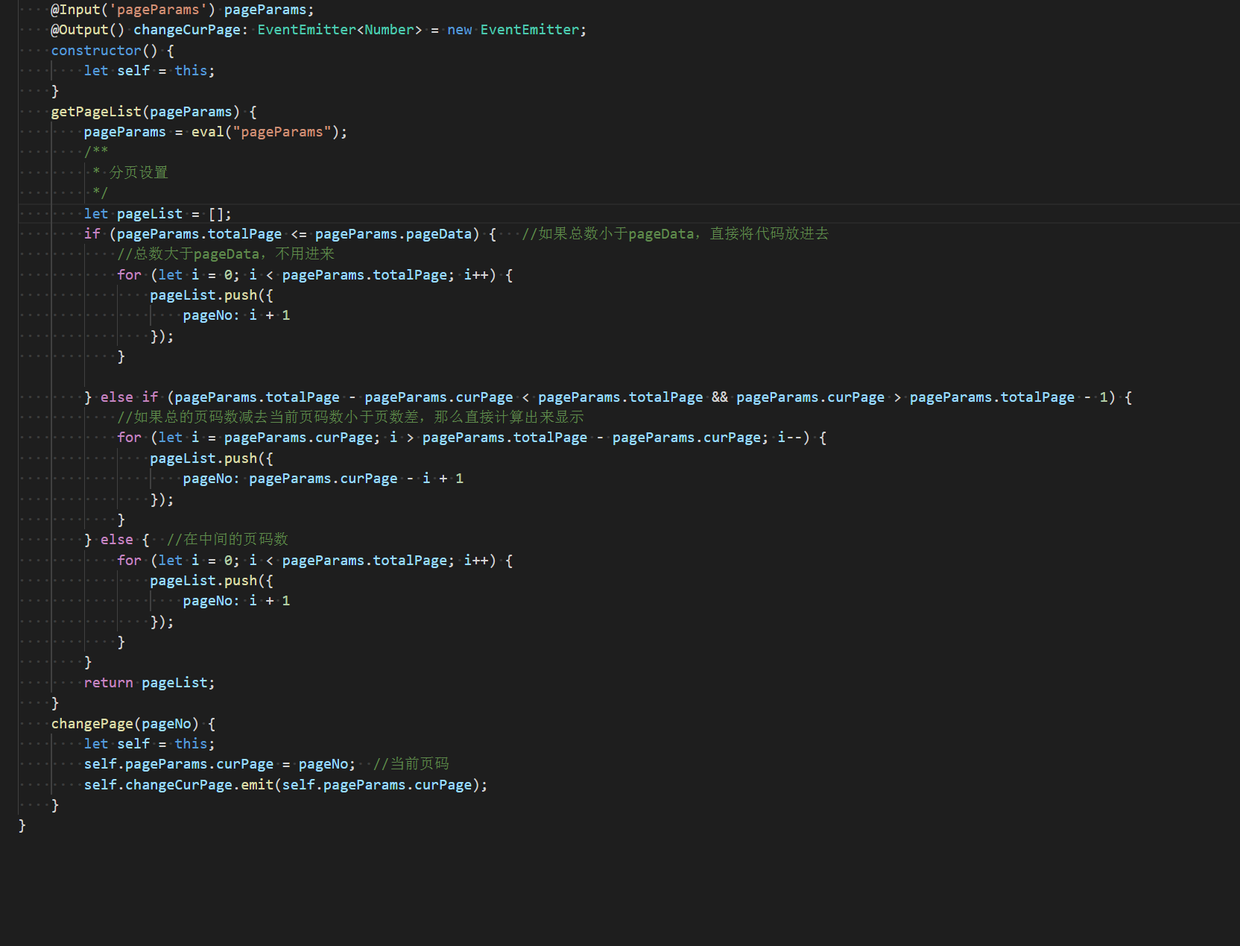 @Input('pageParams') pageParams;
@Output() changeCurPage: EventEmitter<Number> = new EventEmitter;
constructor() {
let self = this;
}
getPageList(pageParams) {
pageParams = eval("pageParams");
/**
* 分页设置
*/
let pageList = [];
if (pageParams.totalPage <= pageParams.pageData) { //如果总数小于pageData，直接将代码放进去
//总数大于pageData，不用进来
for (let i = 0; i < pageParams.totalPage; i++) {
pageList.push({
pageNo: i + 1
});
}
} else if (pageParams.totalPage - pageParams.curPage < pageParams.totalPage && pageParams.curPage > pageParams.totalPage - 1) {
//如果总的页码数减去当前页码数小于页数差，那么直接计算出来显示
for (let i = pageParams.curPage; i > pageParams.totalPage - pageParams.curPage; i--) {
pageList.push({
pageNo: pageParams.curPage - i + 1
});
}
} else { //在中间的页码数
for (let i = 0; i < pageParams.totalPage; i++) {
pageList.push({
pageNo: i + 1
});
}
}
return pageList;
}
changePage(pageNo) {
let self = this;
self.pageParams.curPage = pageNo; //当前页码
self.changeCurPage.emit(self.pageParams.curPage);
}
}